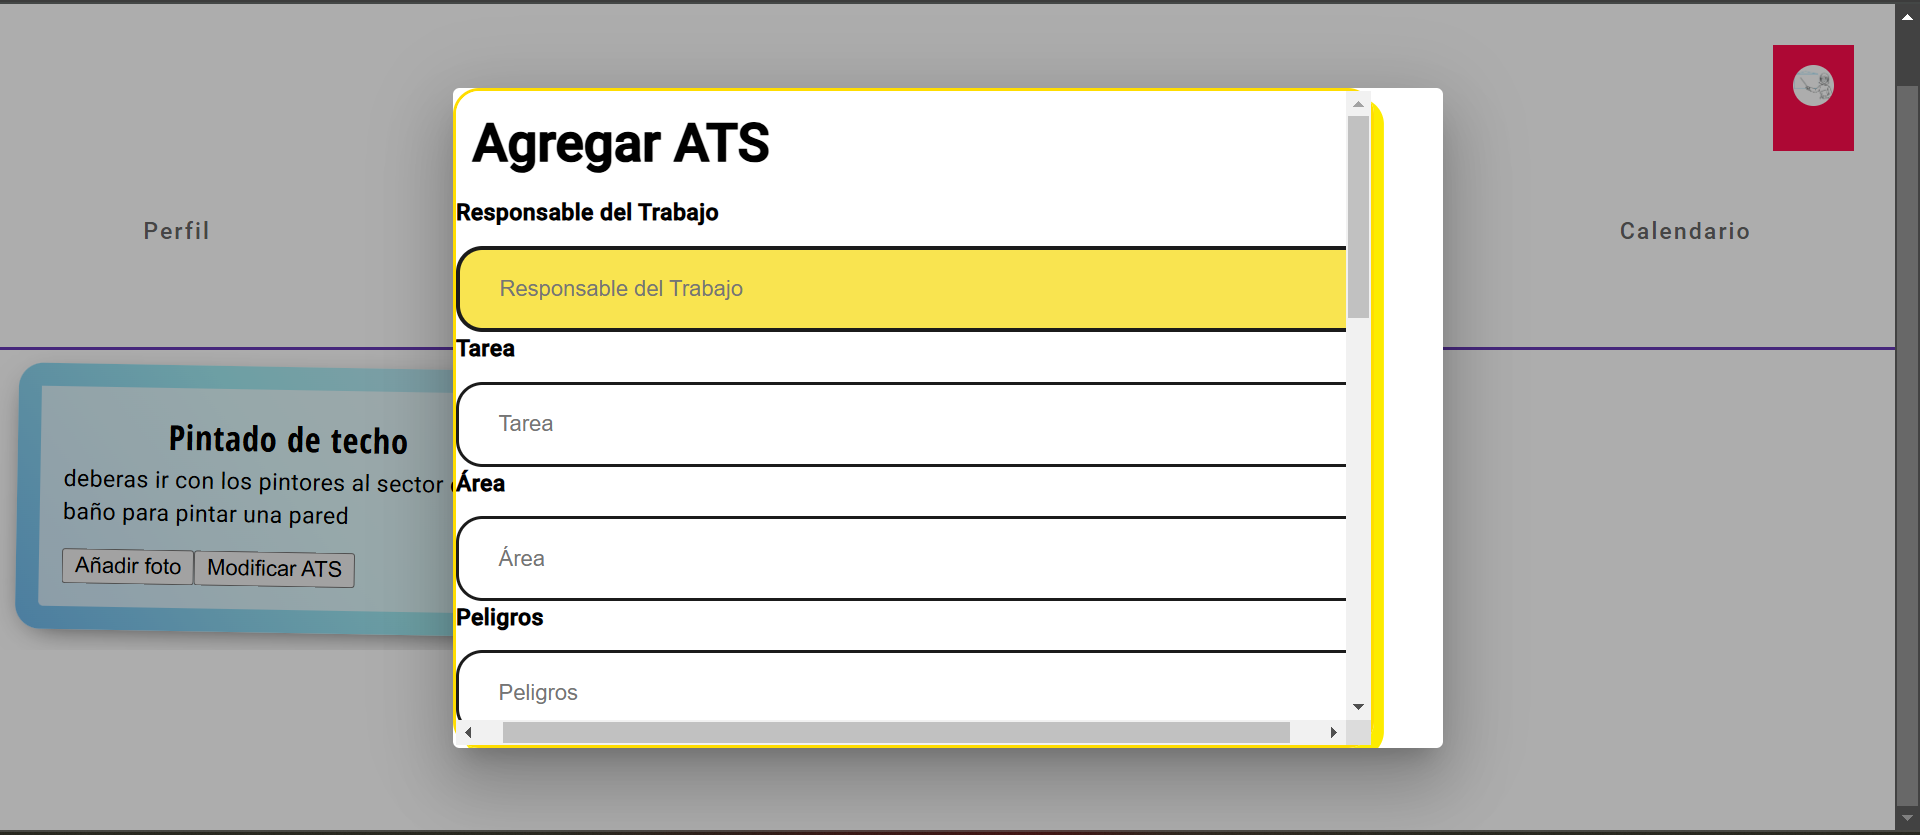 Perfil
Calendario
Agregar ATS
Responsable del Trabajo
Responsable del Trabajo
Tarea
Tarea
Área
Área
Peligros
Peligros
Pintado de techo
deberas ir con los pintores al sector
baño para pintar una pared
Añadir foto
Modificar ATS